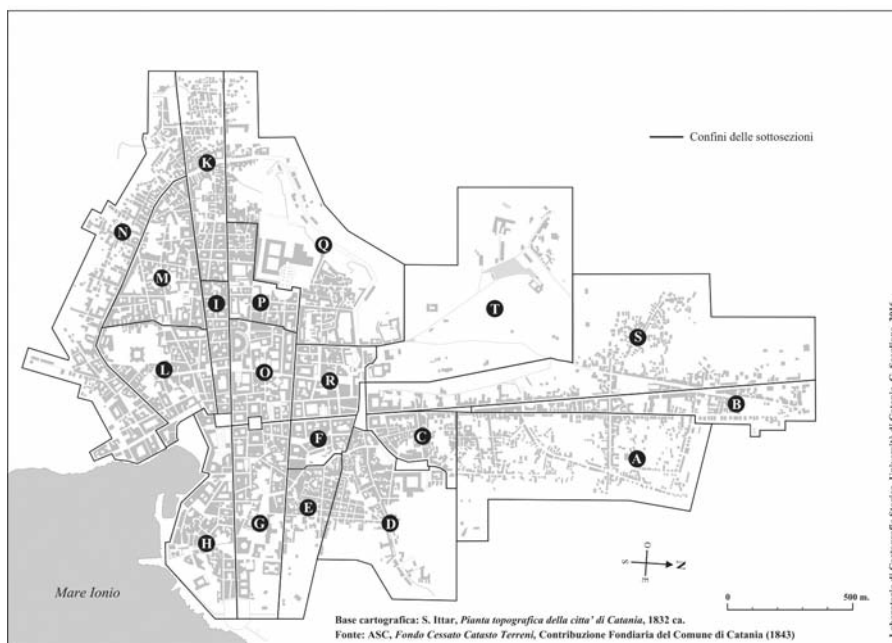 Confini delle sottosezioni
K
N
Q
M
I
P
T
S
L
O
R
B
F
C
A
E
G
D
H
O
S
N
E
Mare Ionio
0
500 m.
Base cartografica: S. Ittar, Pianta topografica della citta' di Catania, 1832 ca.
Fonte: ASC, Fondo Cessato Catasto Terreni, Contribuzione Fondiaria del Comune di Catania (1843)